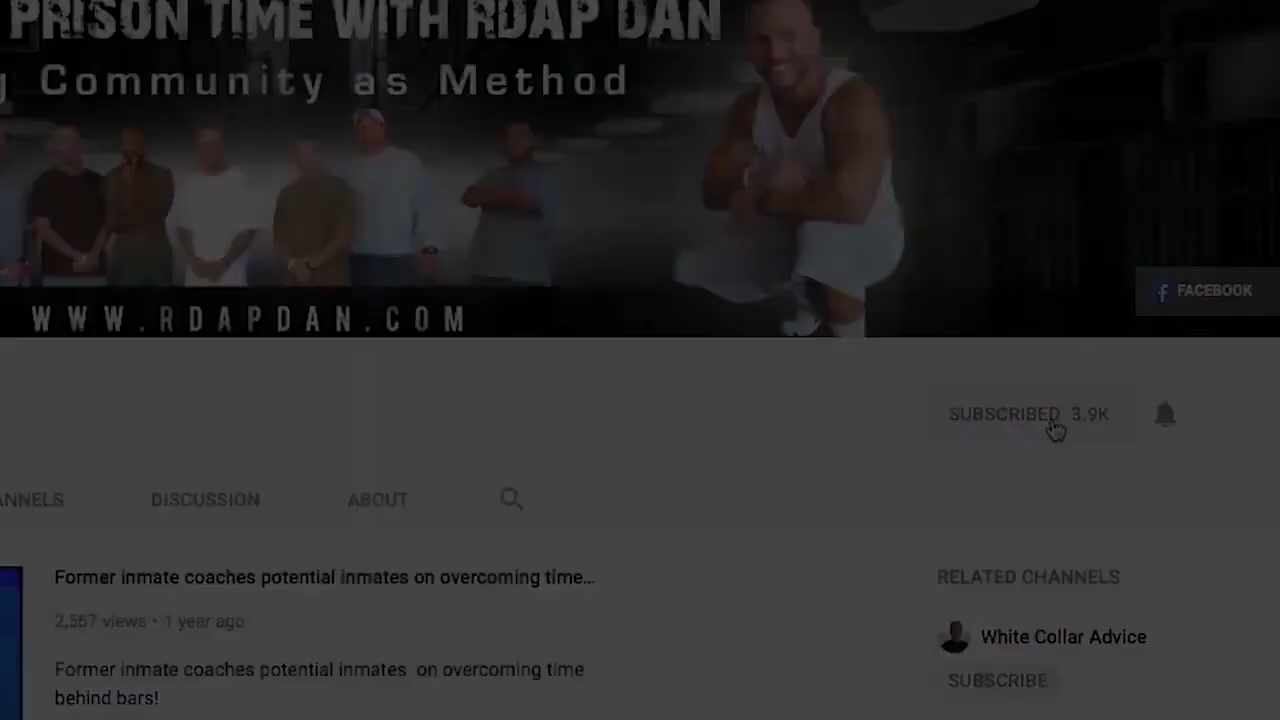 PRISON TIME WITH RDAP DAN
Community as Method
WWW.RDAPDAN.COM
FACEBOOK
SUBSCRIBED 3.9K
DISCUSSION
ABOUT
Former inmate coaches potential inmates on overcoming time...
2,567 views • 1 year ago
Former inmate coaches potential inmates on overcoming time
behind bars!
RELATED CHANNELS
White Collar Advice
SUBSCRIBE